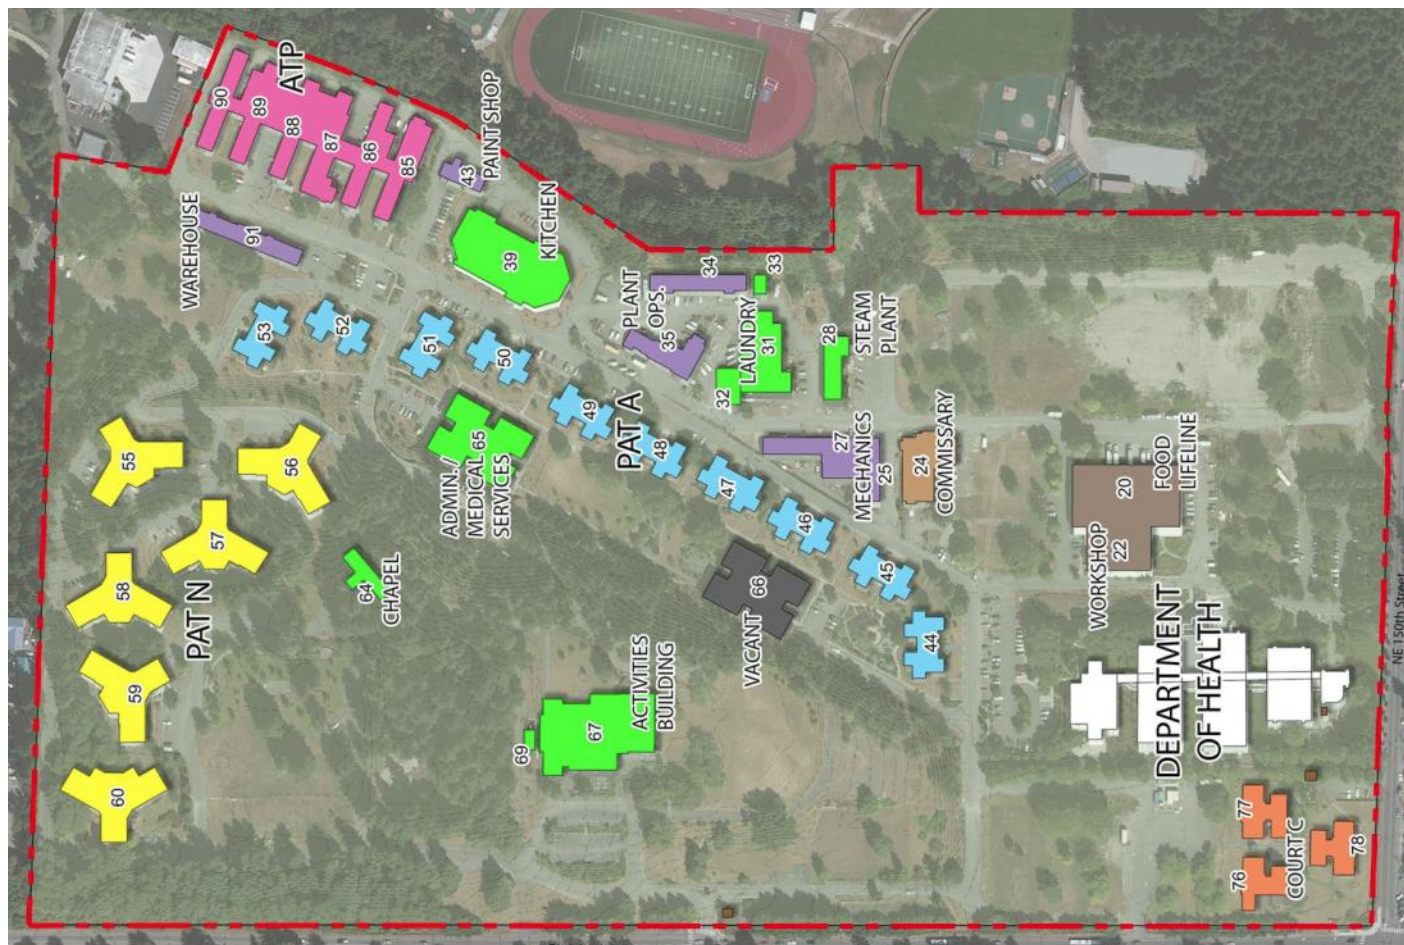 90
89
88
87
86
85
ATP
43
PAINT SHOP
WAREHOUSE
91
39
KITCHEN
53
52
51
50
49
48
47
46
45
44
PAT A
PLANT
OPS.
35
34
33
LAUNDRY
31
32
28
STEAM
PLANT
27
25
MECHANICS
24
COMMISSARY
20
FOOD
LIFELINE
WORKSHOP
22
55
56
57
58
59
60
PAT N
64
CHAPEL
ADMIN./
MEDICAL
SERVICES
65
66
VACANT
69
67
ACTIVITIES
BUILDING
DEPARTMENT
OF HEALTH
77
76
78
COURT C
NE 150th Street